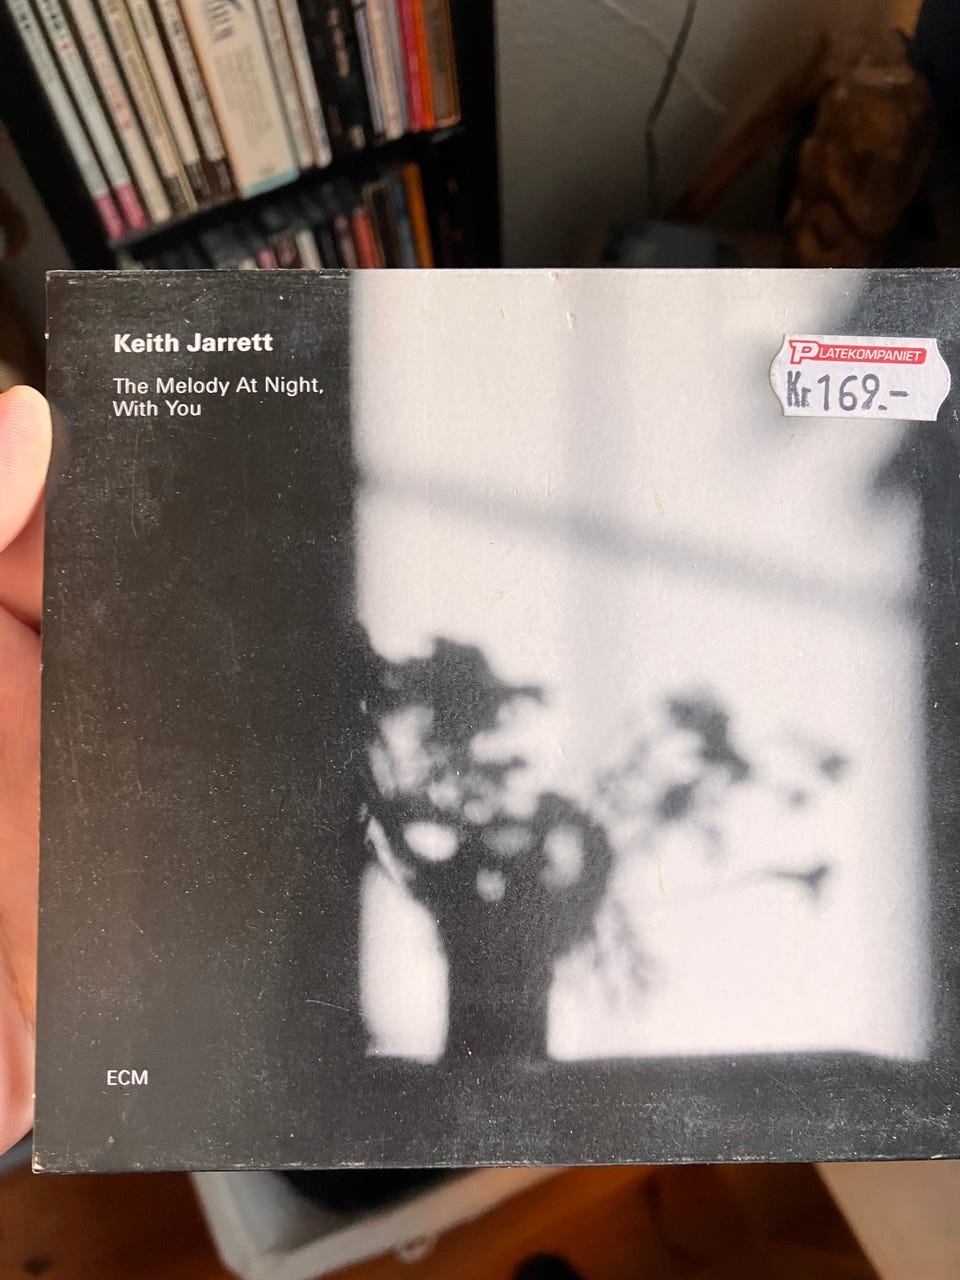 Keith Jarrett
The Melody At Night,
With You
PLATEKOMPANIET
Kr 169.-
ECM